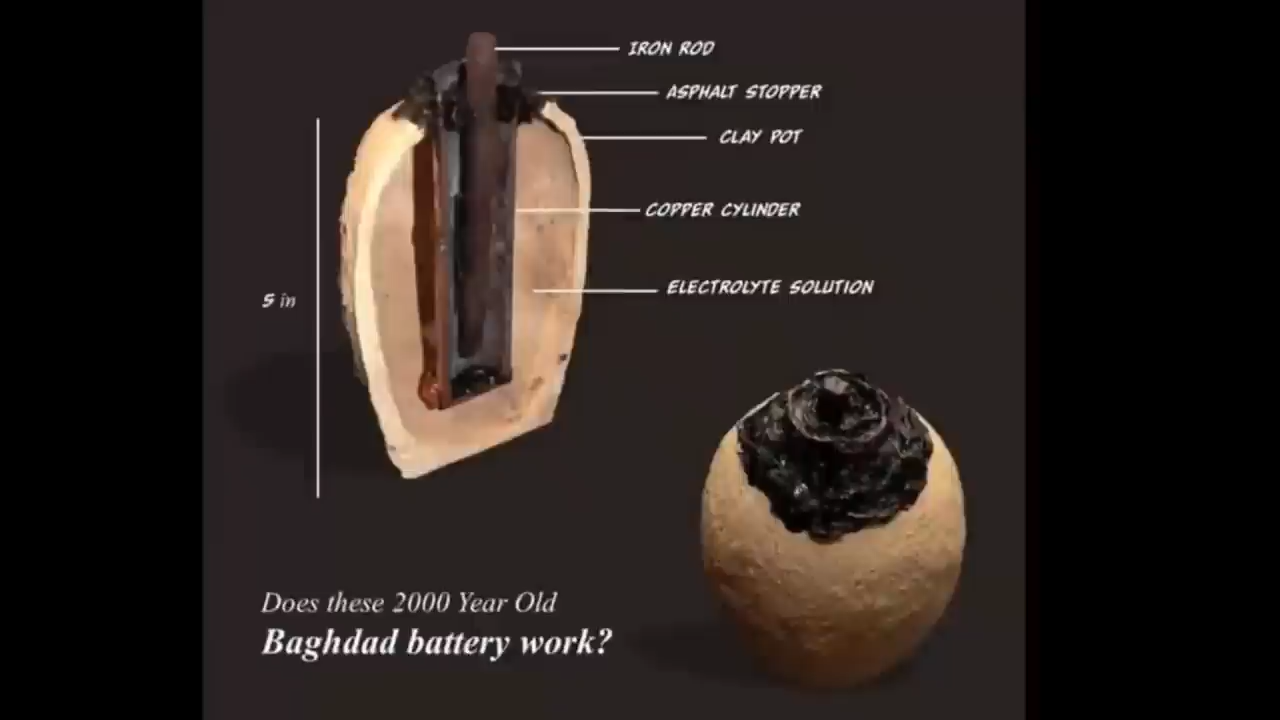 IRON ROD
ASPHALT STOPPER
CLAY POT
COPPER CYLINDER
ELECTROLYTE SOLUTION
5 in
Does these 2000 Year Old
Baghdad battery work?